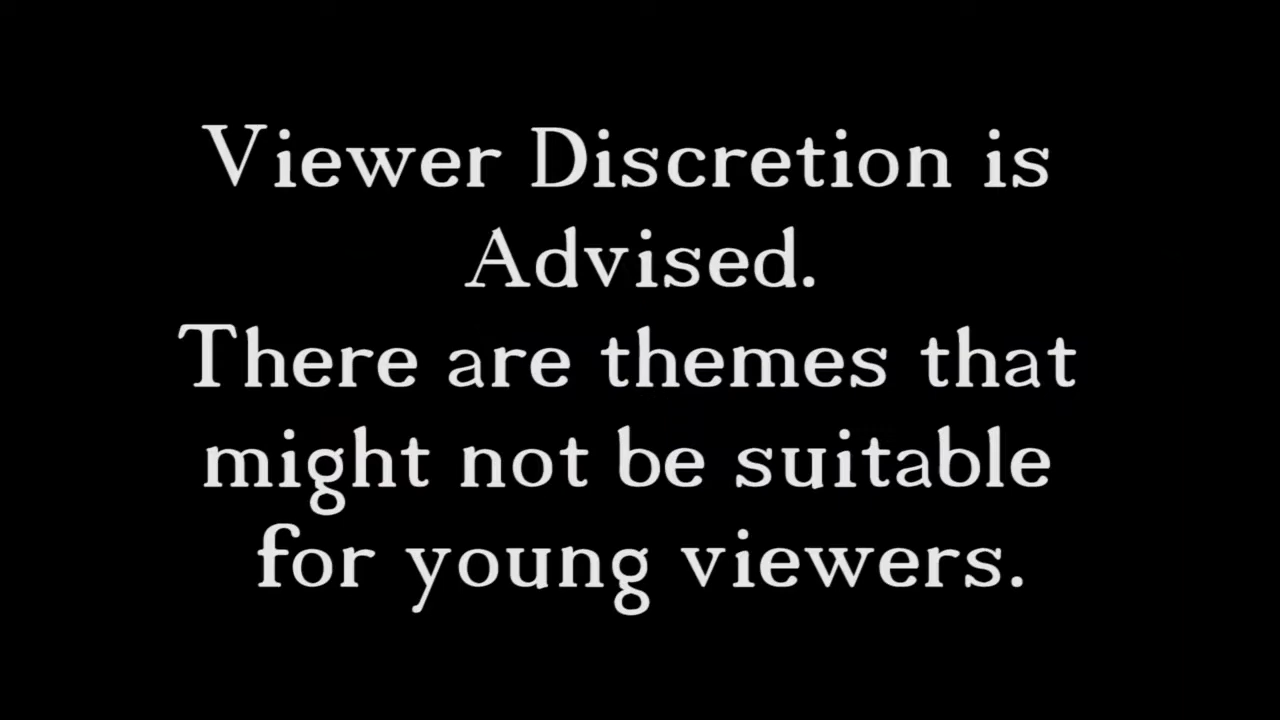 Viewer Discretion is
Advised.
There are themes that
might not be suitable
for young viewers.